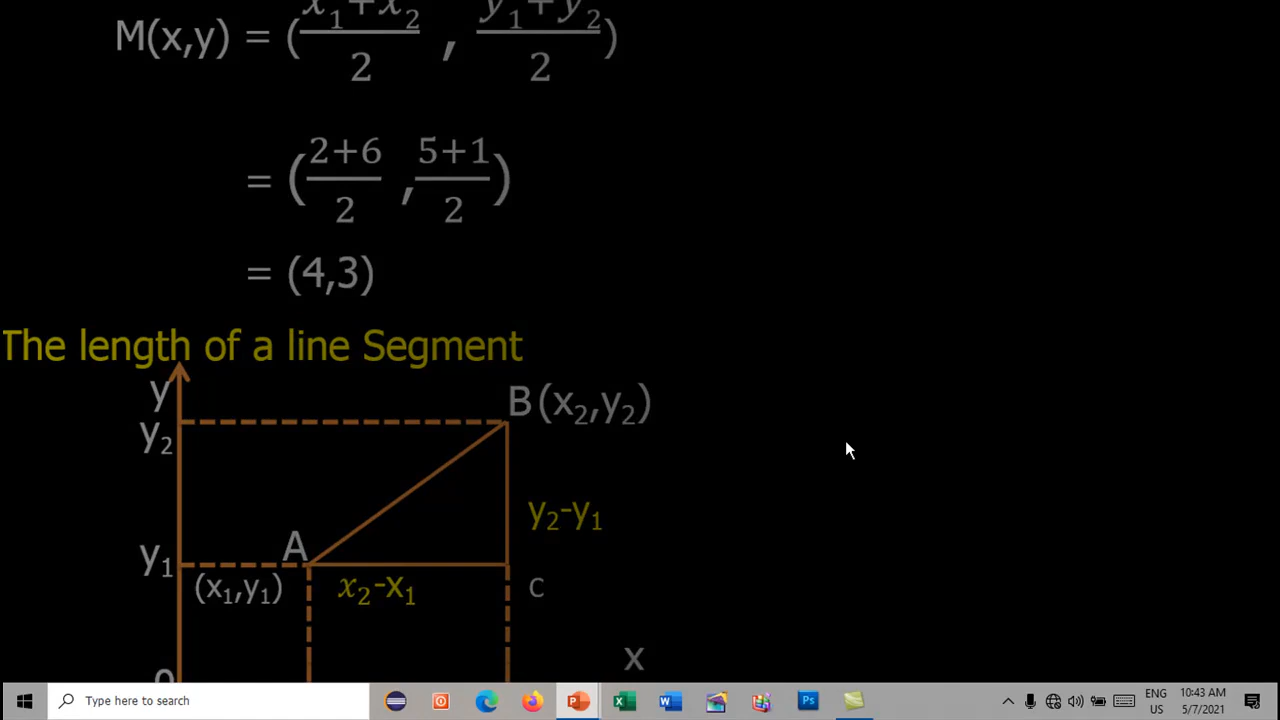 M(x,y) = (x₁+x₂/2 , y₁+y₂/2)
= (2+6/2 , 5+1/2)
= (4,3)
The length of a line Segment
y
B(x₂,y₂)
y₂
y₂-y₁
A
y₁
(x₁,y₁)
x₂-x₁
c
x
Type here to search
ENG
US
10:43 AM
5/7/2021